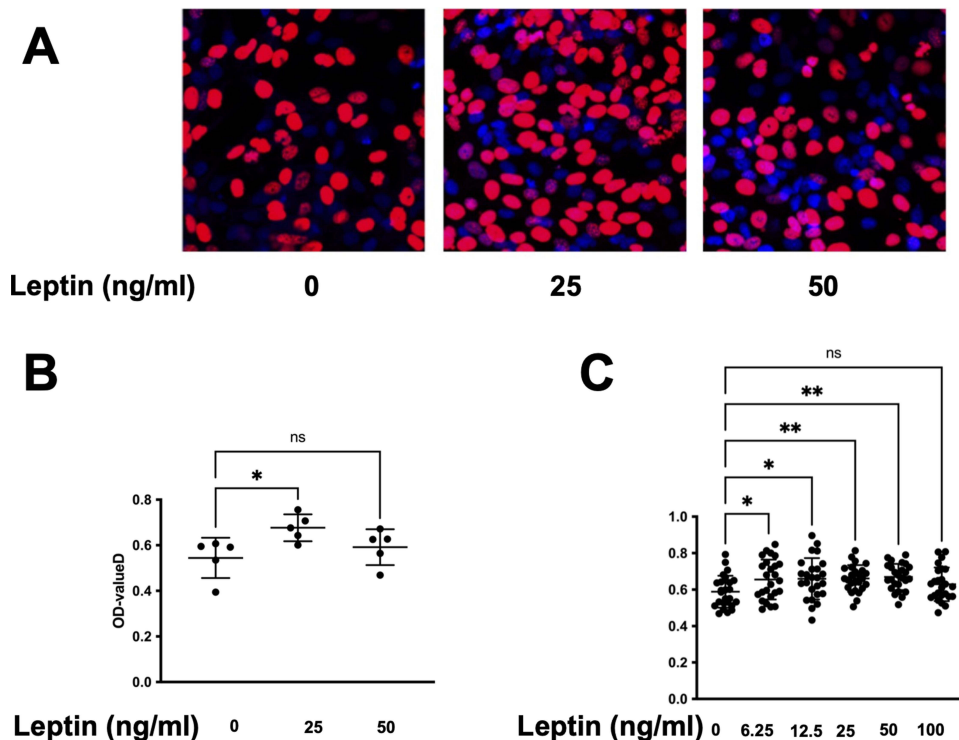 A
Leptin (ng/ml) 0 25 50
B
ns
*
0.8
0.6
0.4
0.2
0.0
OD-valueD
Leptin (ng/ml) 0 25 50
C
ns
**
**
*
*
1.0
0.8
0.6
0.4
0.2
0.0
Leptin (ng/ml) 0 6.25 12.5 25 50 100